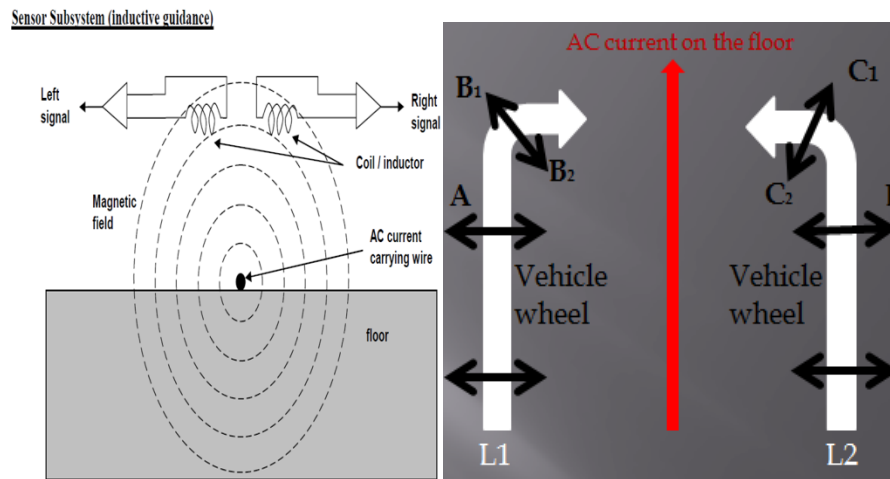 Sensor Subsystem (inductive guidance)
Left
signal
Right
signal
Coil / inductor
Magnetic
field
AC current
carrying wire
floor
AC current on the floor
B1
B2
C1
C2
A
Vehicle
wheel
Vehicle
wheel
L1
L2